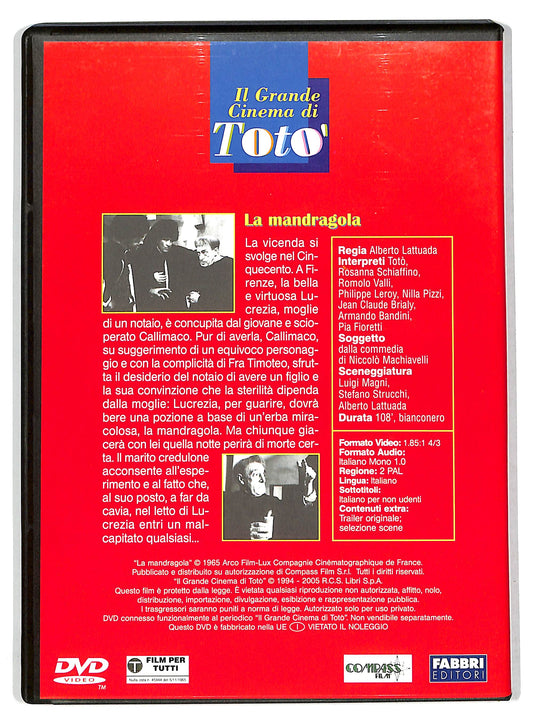 Il Grande
Cinema di
Totò
La mandragola
La vicenda si
svolge nel Cin-
quecento. A Fi-
renze, la bella
e virtuosa Lu-
crezia, moglie
di un notaio, è concupita dal giovane e scio-
perato Callimaco. Pur di averla, Callimaco,
su suggerimento di un equivoco personag-
gio e con la complicità di Fra Timoteo, sfrut-
ta il desiderio del notaio di avere un figlio e
la sua convinzione che la sterilità dipenda
dalla moglie: Lucrezia, per guarire, dovrà
bere una pozione a base di un'erba mira-
colosa, la mandragola. Ma chiunque gia-
cerà con lei quella notte perirà di morte cer-
ta. Il marito credulone
acconsente all'espe-
rimento e al fatto che,
al suo posto, a far da
cavia, nel letto di Lu-
crezia entri un mal-
capitato qualsiasi...
Regia Alberto Lattuada
Interpreti Totò,
Rosanna Schiaffino,
Romolo Valli,
Philippe Leroy, Nilla Pizzi,
Jean Claude Brialy,
Armando Bandini,
Pia Fioretti
Soggetto
dalla commedia
di Niccolò Machiavelli
Sceneggiatura
Luigi Magni,
Stefano Strucchi,
Alberto Lattuada
Durata 108', bianconero
Formato Video: 1.85:1 4/3
Formato Audio:
Italiano Mono 1.0
Regione: 2 PAL
Lingua: Italiano
Sottotitoli:
Italiano per non udenti
Contenuti extra:
Trailer originale;
selezione scene
"La mandragola" © 1965 Arco Film-Lux Compagnie Cinématographique de France.
Pubblicato e distribuito su autorizzazione di Compass Film S.r.l. Tutti i diritti riservati.
"Il Grande Cinema di Totò" © 1994 - 2005 R.C.S. Libri S.p.A.
Questo film è protetto dalla legge. È vietata qualsiasi riproduzione non autorizzata, affitto, nolo,
distribuzione, importazione, divulgazione, esibizione e rappresentazione pubblica.
I trasgressori saranno puniti a norma di legge. Autorizzato solo per uso privato.
DVD connesso funzionalmente al periodico "Il Grande Cinema di Totò". Non vendibile separatamente.
Questo DVD è fabbricato nella UE I VIETATO IL NOLEGGIO
DVD
VIDEO
TM
T FILM PER
TUTTI
COMPASS
FILM
FABBRI
EDITORI